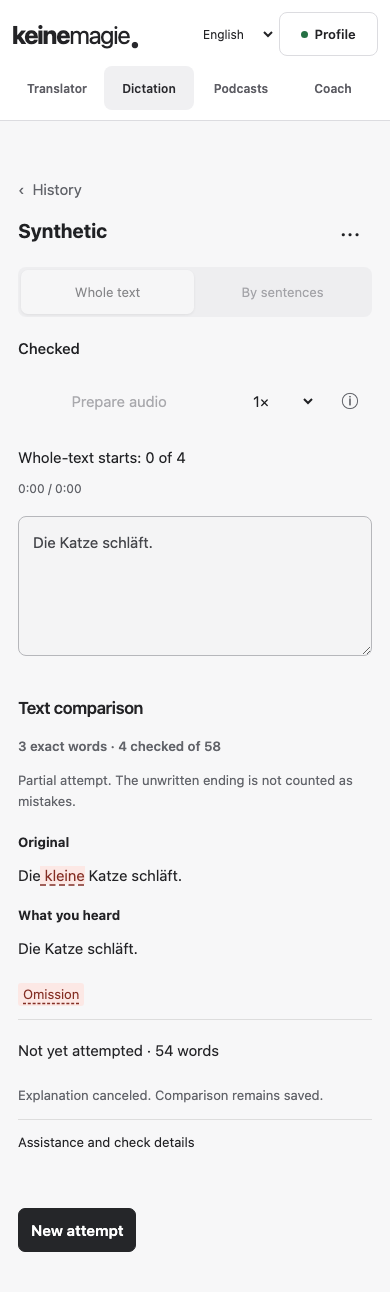 keinemagie.
English
Profile
Translator Dictation Podcasts Coach
‹ History
Synthetic
...
Whole text By sentences
Checked
Prepare audio 1× ⓘ
Whole-text starts: 0 of 4
0:00 / 0:00
Die Katze schläft.
Text comparison
3 exact words · 4 checked of 58
Partial attempt. The unwritten ending is not counted as
mistakes.
Original
Die kleine Katze schläft.
What you heard
Die Katze schläft.
Omission
Not yet attempted · 54 words
Explanation canceled. Comparison remains saved.
Assistance and check details
New attempt